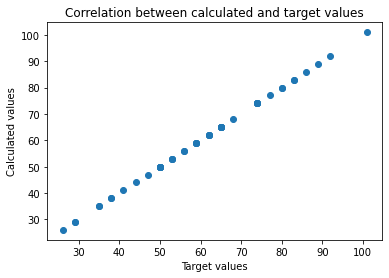 Correlation between calculated and target values
100
90
80
70
60
50
40
30
Calculated values
30 40 50 60 70 80 90 100
Target values